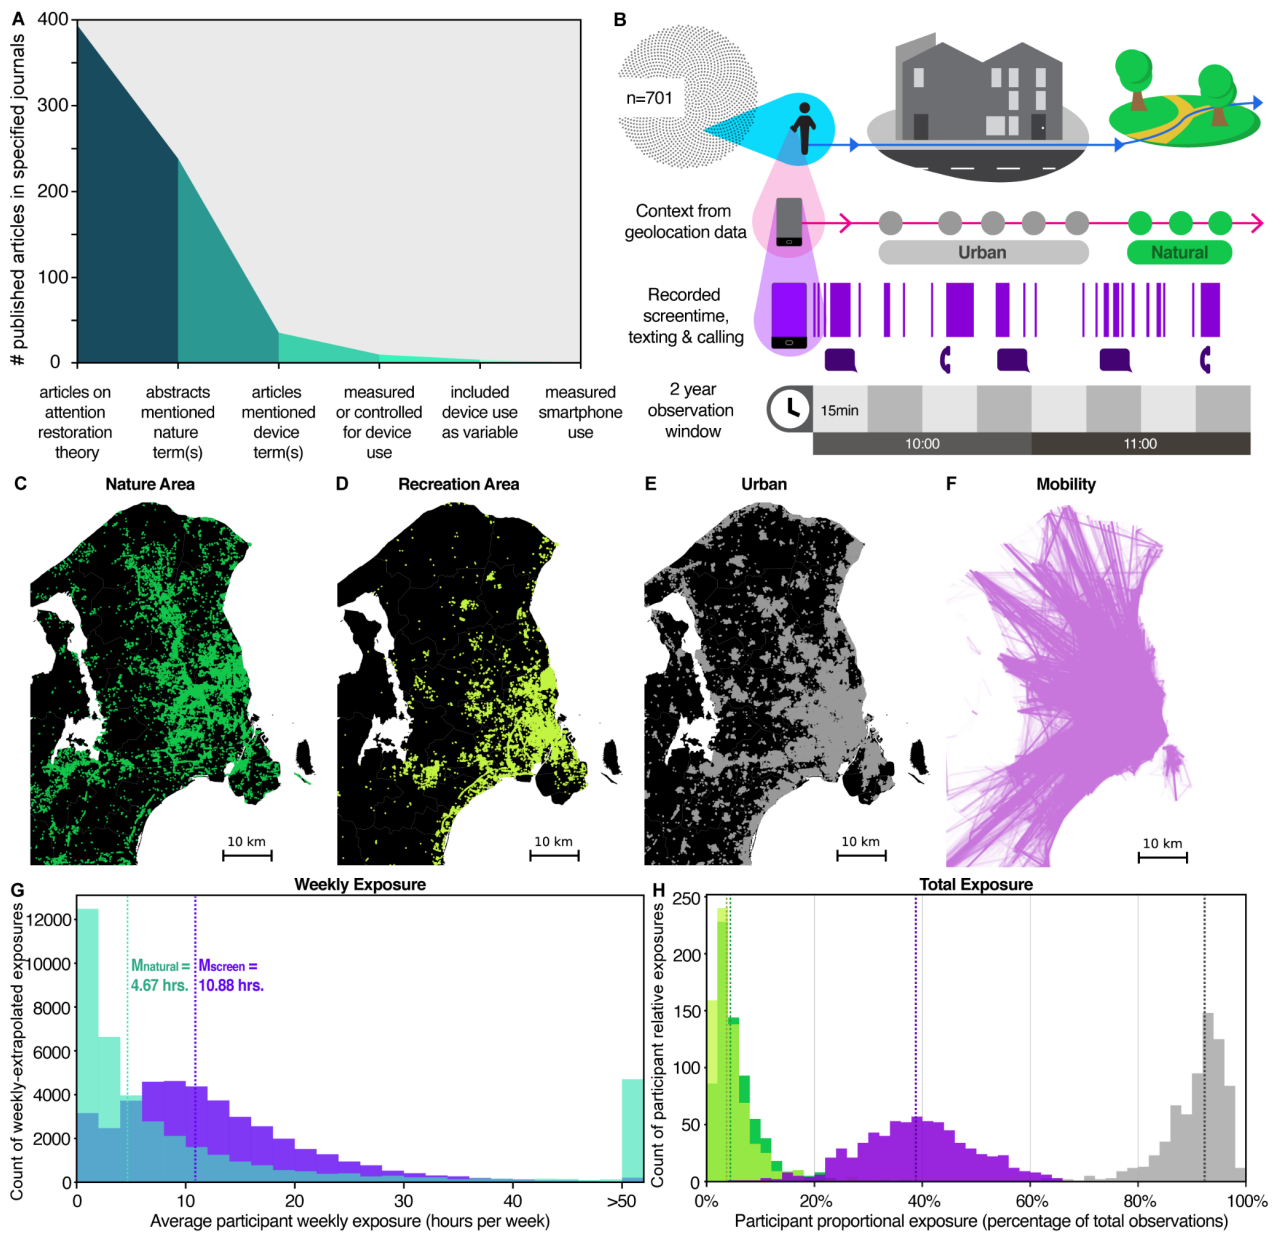 A
# published articles in specified journals
400
300
200
100
0
articles on
attention
restoration
theory
abstracts
mentioned
nature
term(s)
articles
mentioned
device
term(s)
measured
or controlled
for device
use
included
device use
as variable
measured
smartphone
use
B
n=701
Context from
geolocation data
Urban
Natural
Recorded
screentime,
texting & calling
2 year
observation
window
15min
10:00
11:00
C
Nature Area
10 km
D
Recreation Area
10 km
E
Urban
10 km
F
Mobility
10 km
G
Weekly Exposure
Count of weekly-extrapolated exposures
12000
10000
8000
6000
4000
2000
0
Mnatural =
4.67 hrs.
Mscreen =
10.88 hrs.
0
10
20
30
40
>50
Average participant weekly exposure (hours per week)
H
Total Exposure
Count of participant relative exposures
250
200
150
100
50
0
0%
20%
40%
60%
80%
100%
Participant proportional exposure (percentage of total observations)